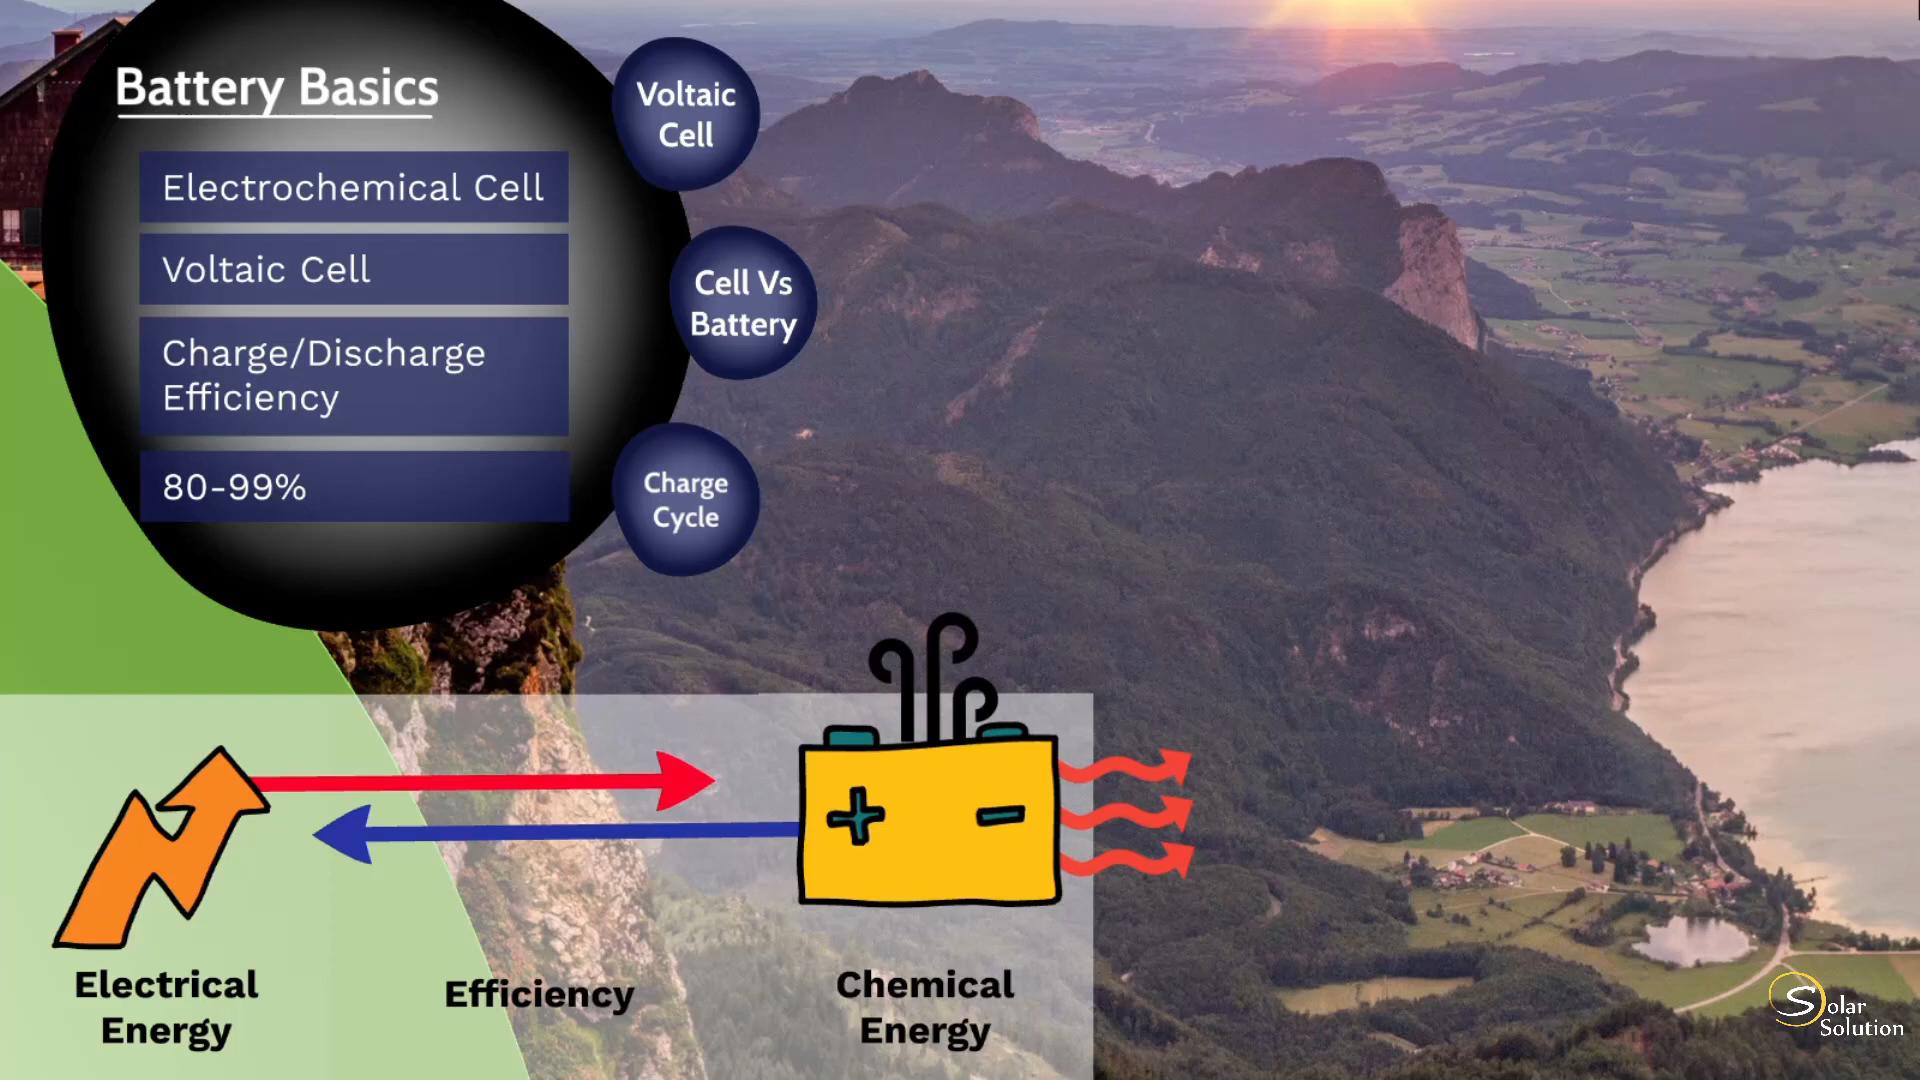 Battery Basics
Electrochemical Cell
Voltaic Cell
Charge/Discharge
Efficiency
80-99%
Voltaic
Cell
Cell Vs
Battery
Charge
Cycle
+ -
Electrical
Energy
Efficiency
Chemical
Energy
Solar
Solution